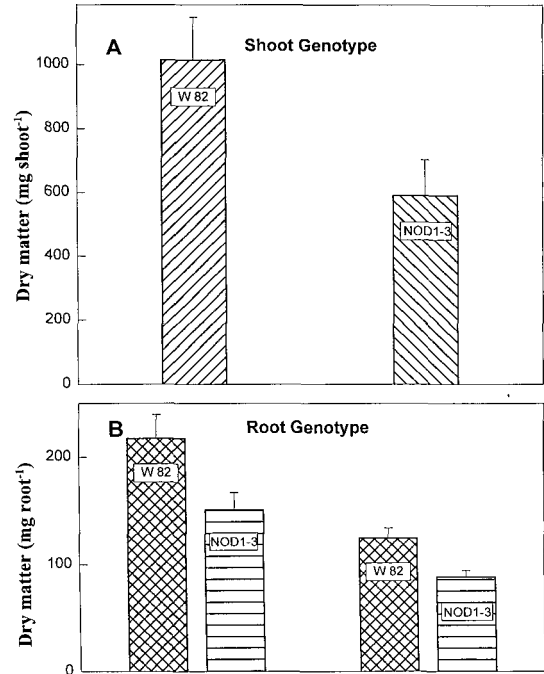 A Shoot Genotype
Dry matter (mg shoot⁻¹)
1000
800
600
400
200
0
W 82
NOD1-3
B Root Genotype
Dry matter (mg root⁻¹)
200
100
0
W 82
NOD1-3
W 82
NOD1-3